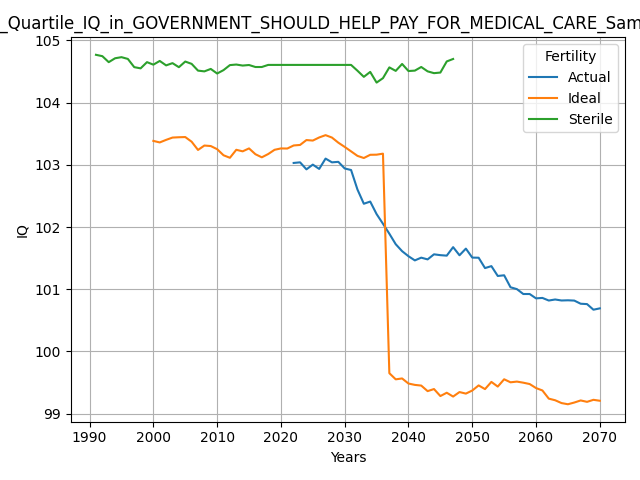 _Quartile_IQ_in_GOVERNMENT_SHOULD_HELP_PAY_FOR_MEDICAL_CARE_Sam
105
104
103
102
101
100
99
IQ
Fertility
Actual
Ideal
Sterile
1990 2000 2010 2020 2030 2040 2050 2060 2070
Years